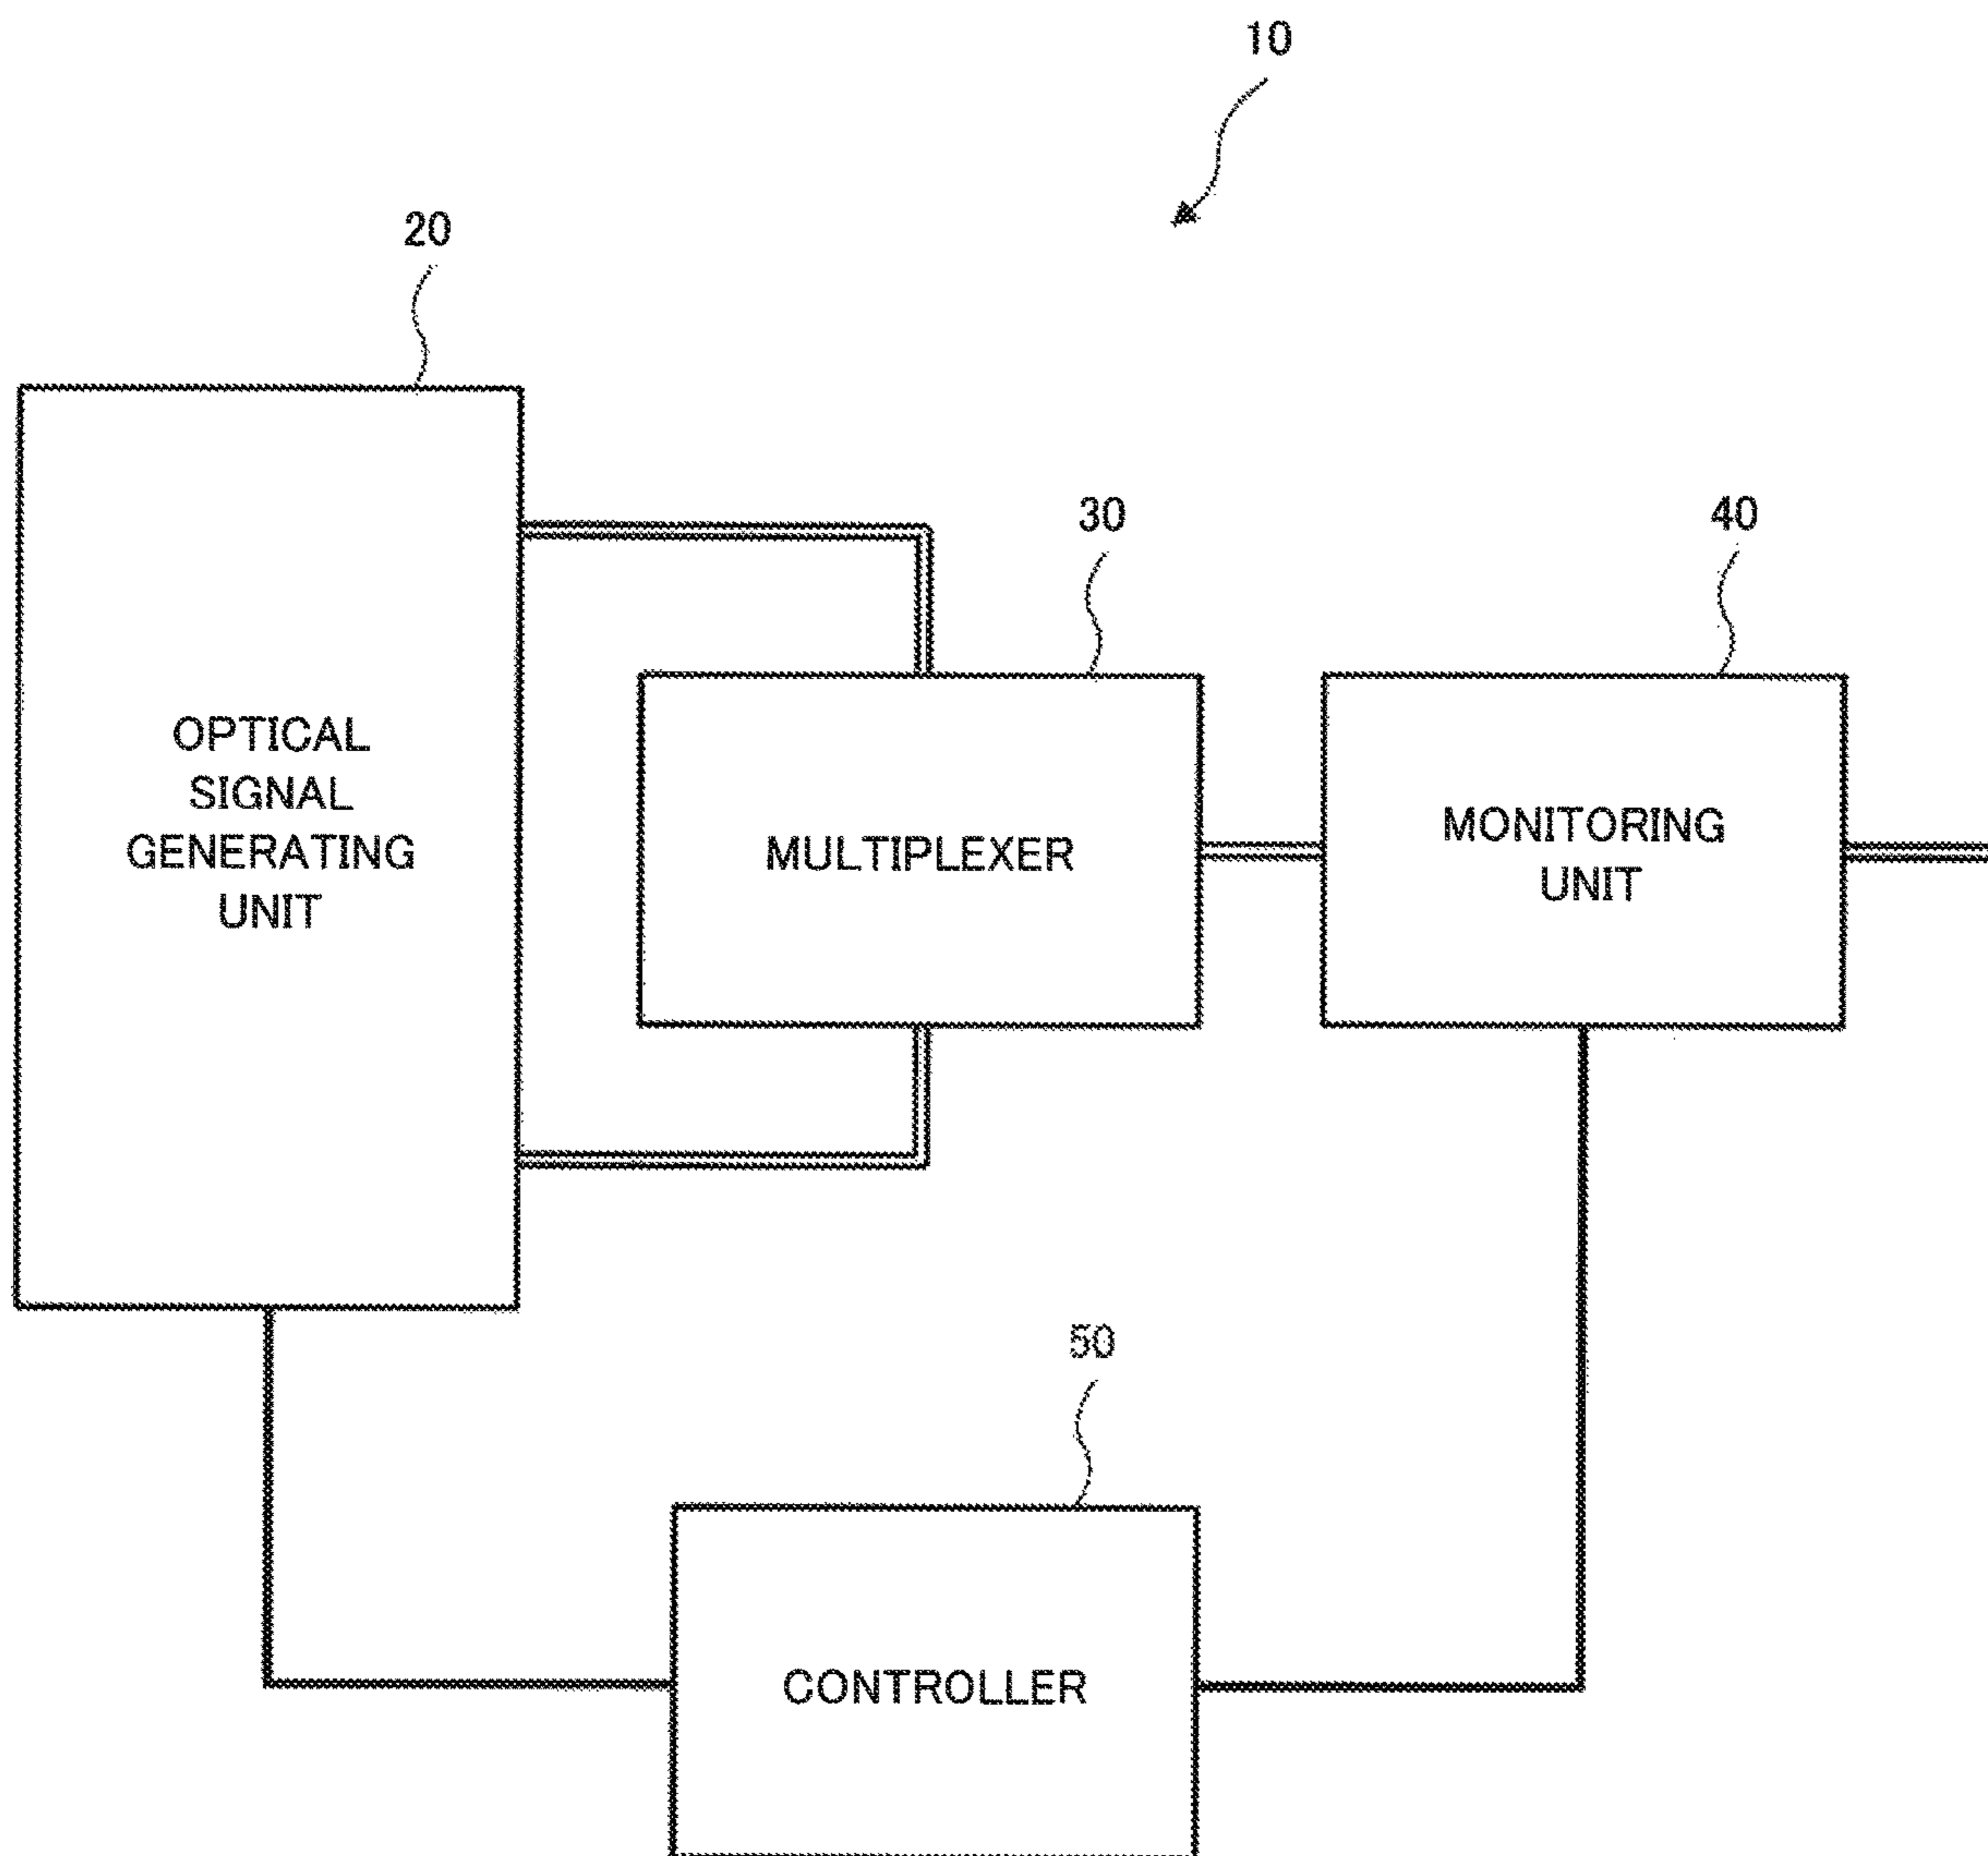 10
20
30
40
OPTICAL
SIGNAL
GENERATING
UNIT
MULTIPLEXER
MONITORING
UNIT
50
CONTROLLER